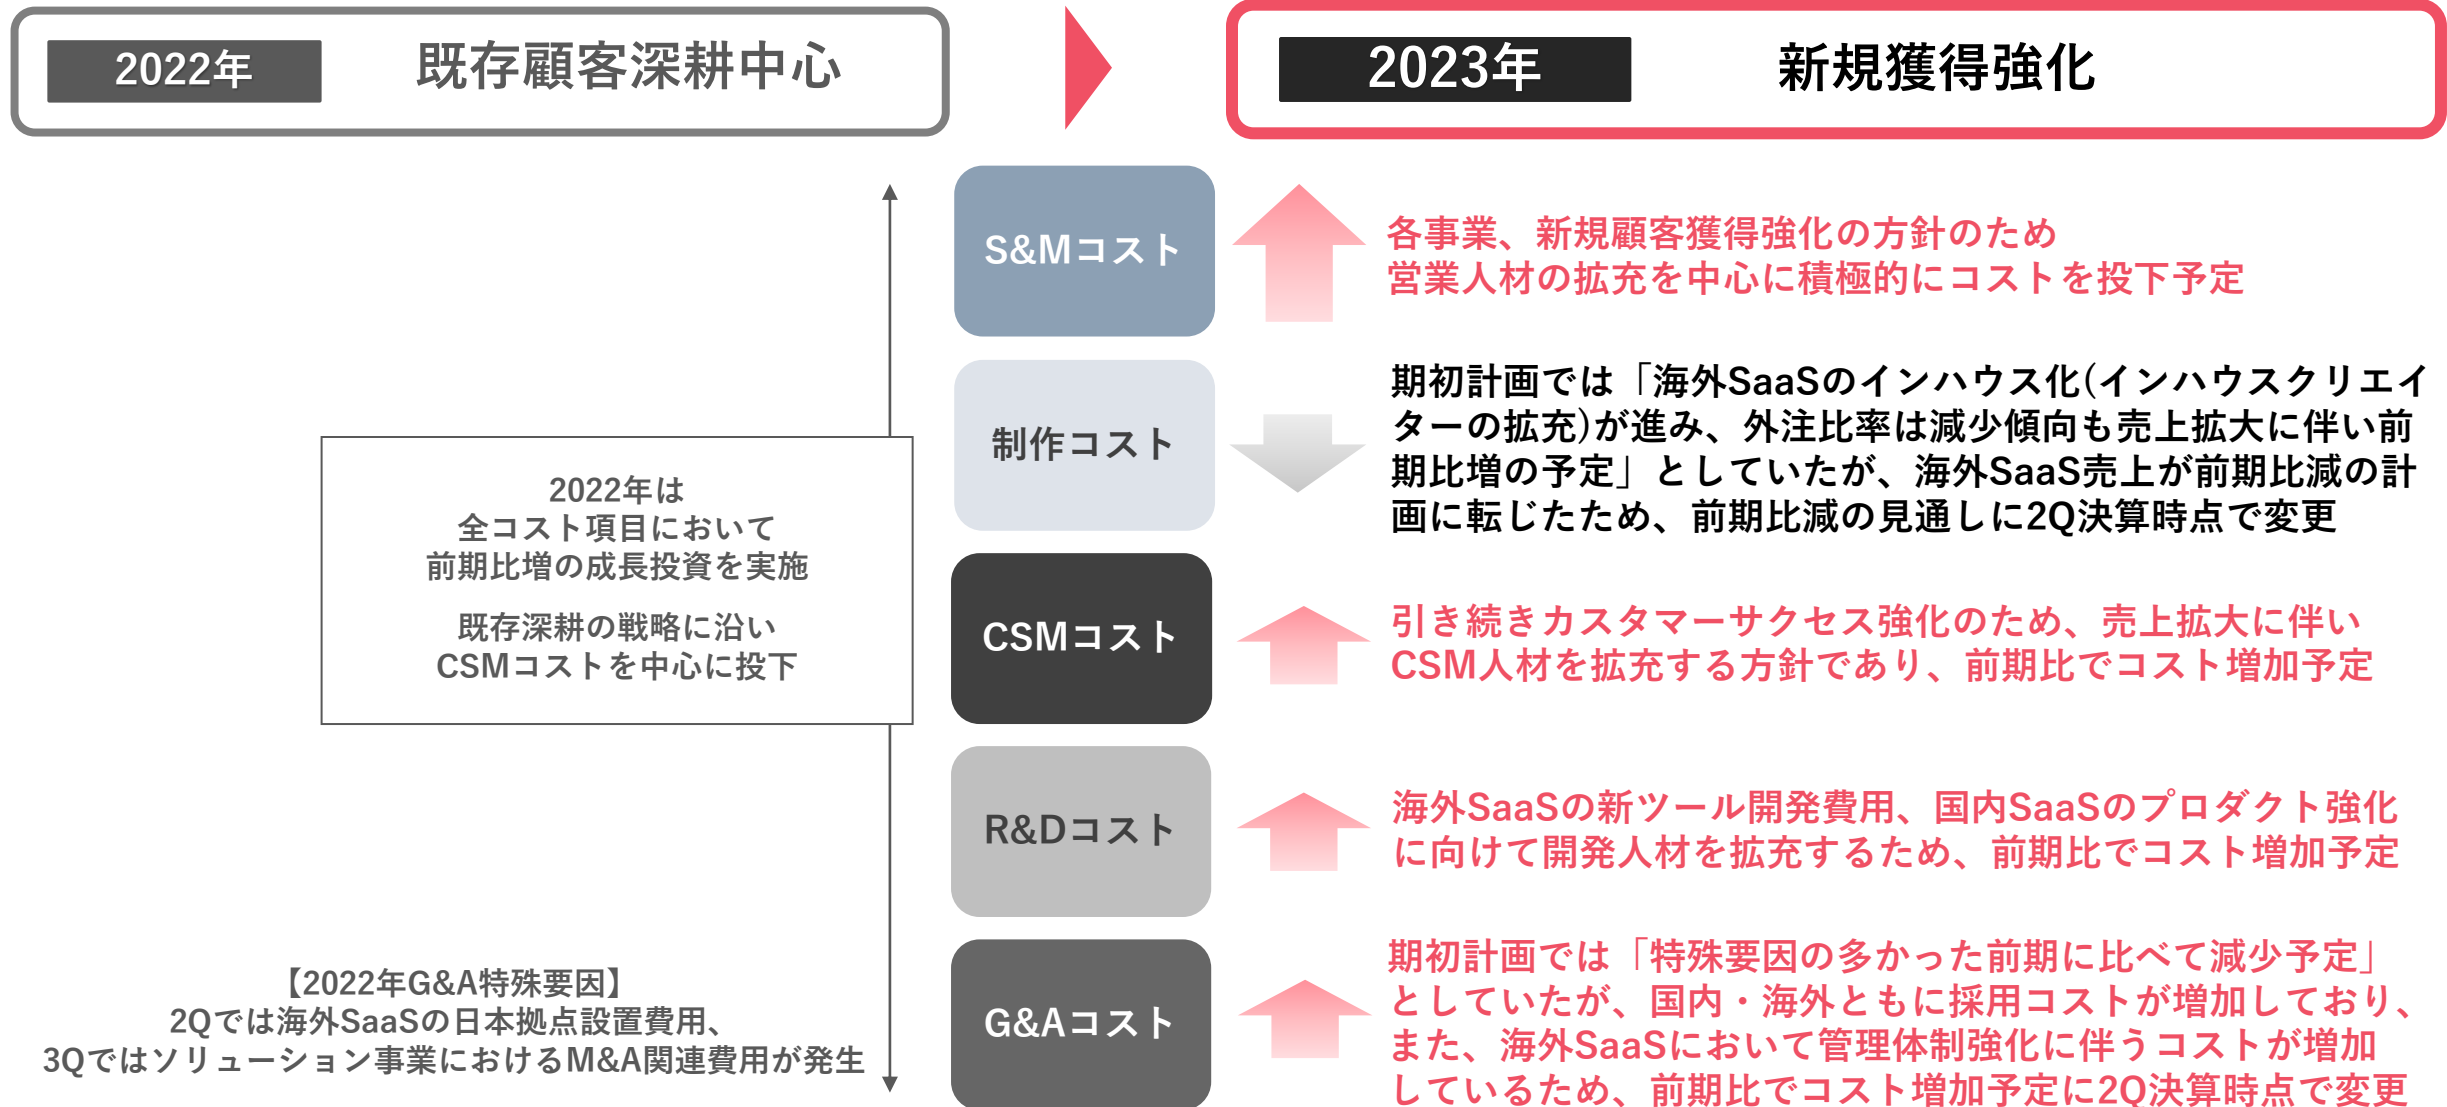 2022年
既存顧客深耕中心
2023年
新規獲得強化
2022年は
全コスト項目において
前期比増の成長投資を実施
既存深耕の戦略に沿い
CSMコストを中心に投下
【2022年G&A特殊要因】
2Qでは海外SaaSの日本拠点設置費用、
3Qではソリューション事業におけるM&A関連費用が発生
S&Mコスト
各事業、新規顧客獲得強化の方針のため
営業人材の拡充を中心に積極的にコストを投下予定
制作コスト
期初計画では「海外SaaSのインハウス化(インハウスクリエイ
ターの拡充)が進み、外注比率は減少傾向も売上拡大に伴い前
期比増の予定」としていたが、海外SaaS売上が前期比減の計
画に転じたため、前期比減の見通しに2Q決算時点で変更
CSMコスト
引き続きカスタマーサクセス強化のため、売上拡大に伴い
CSM人材を拡充する方針であり、前期比でコスト増加予定
R&Dコスト
海外SaaSの新ツール開発費用、国内SaaSのプロダクト強化
に向けて開発人材を拡充するため、前期比でコスト増加予定
G&Aコスト
期初計画では「特殊要因の多かった前期に比べて減少予定」
としていたが、国内・海外ともに採用コストが増加しており、
また、海外SaaSにおいて管理体制強化に伴うコストが増加
しているため、前期比でコスト増加予定に2Q決算時点で変更